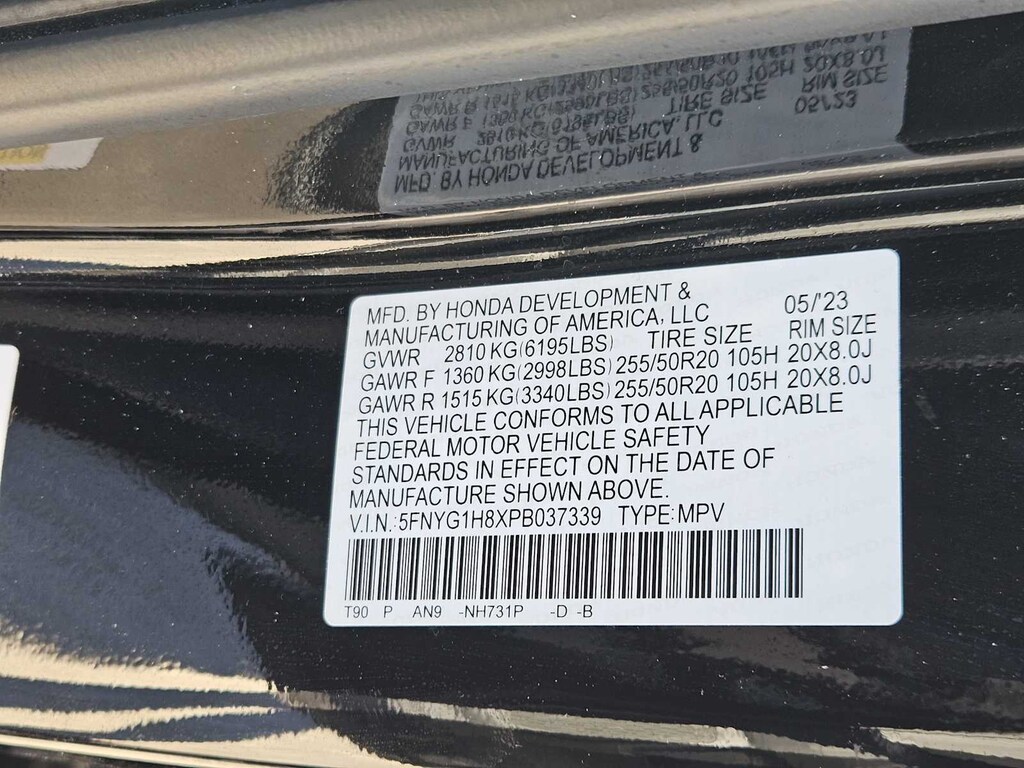 MFD. BY HONDA DEVELOPMENT & 05/'23
MANUFACTURING OF AMERICA, LLC
GVWR 2810 KG(6195LBS) TIRE SIZE RIM SIZE
GAWR F 1360 KG(2998LBS) 255/50R20 105H 20X8.0J
GAWR R 1515 KG(3340LBS) 255/50R20 105H 20X8.0J
THIS VEHICLE CONFORMS TO ALL APPLICABLE
FEDERAL MOTOR VEHICLE SAFETY
STANDARDS IN EFFECT ON THE DATE OF
MANUFACTURE SHOWN ABOVE.
V.I.N.:5FNYG1H8XPB037339 TYPE:MPV
T90 P AN9 -NH731P -D -B